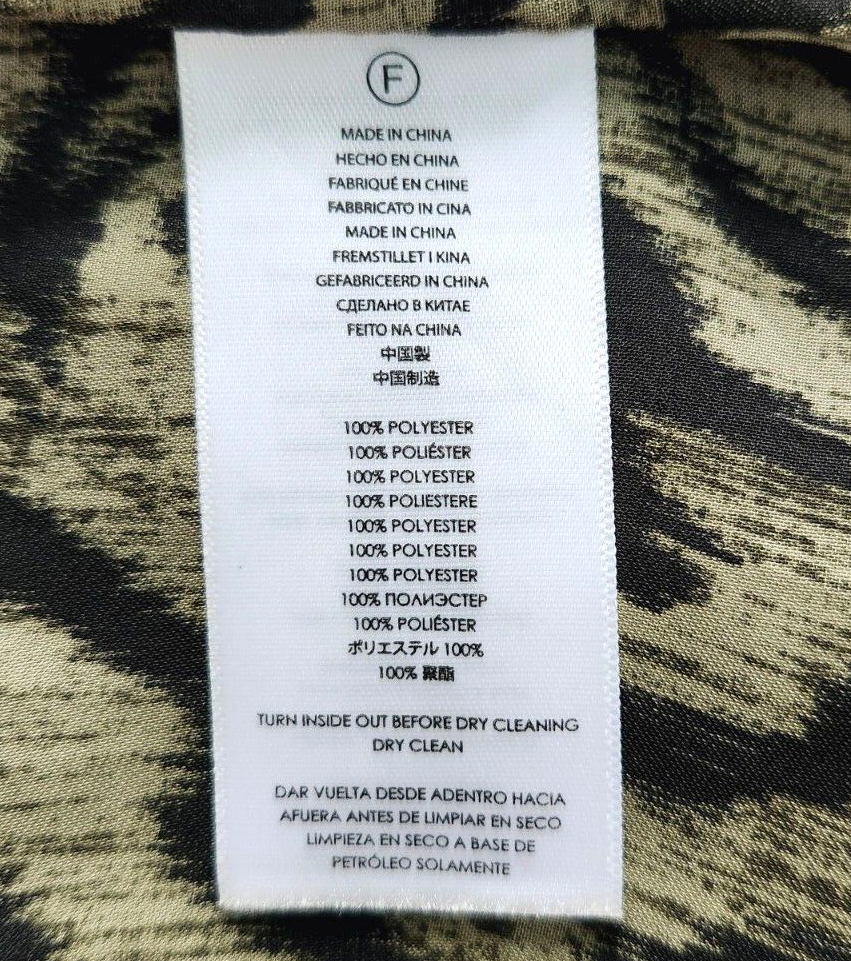 F
MADE IN CHINA
HECHO EN CHINA
FABRIQUÉ EN CHINE
FABBRICATO IN CINA
MADE IN CHINA
FREMSTILLET I KINA
GEFABRICEERD IN CHINA
СДЕЛАНО В КИТАЕ
FEITO NA CHINA
中国製
中国制造
100% POLYESTER
100% POLIÉSTER
100% POLYESTER
100% POLIESTERE
100% POLYESTER
100% POLYESTER
100% POLYESTER
100% ПОЛИЭСТЕР
100% POLIÉSTER
ポリエステル 100%
100% 聚酯
TURN INSIDE OUT BEFORE DRY CLEANING
DRY CLEAN
DAR VUELTA DESDE ADENTRO HACIA
AFUERA ANTES DE LIMPIAR EN SECO
LIMPIEZA EN SECO A BASE DE
PETRÓLEO SOLAMENTE